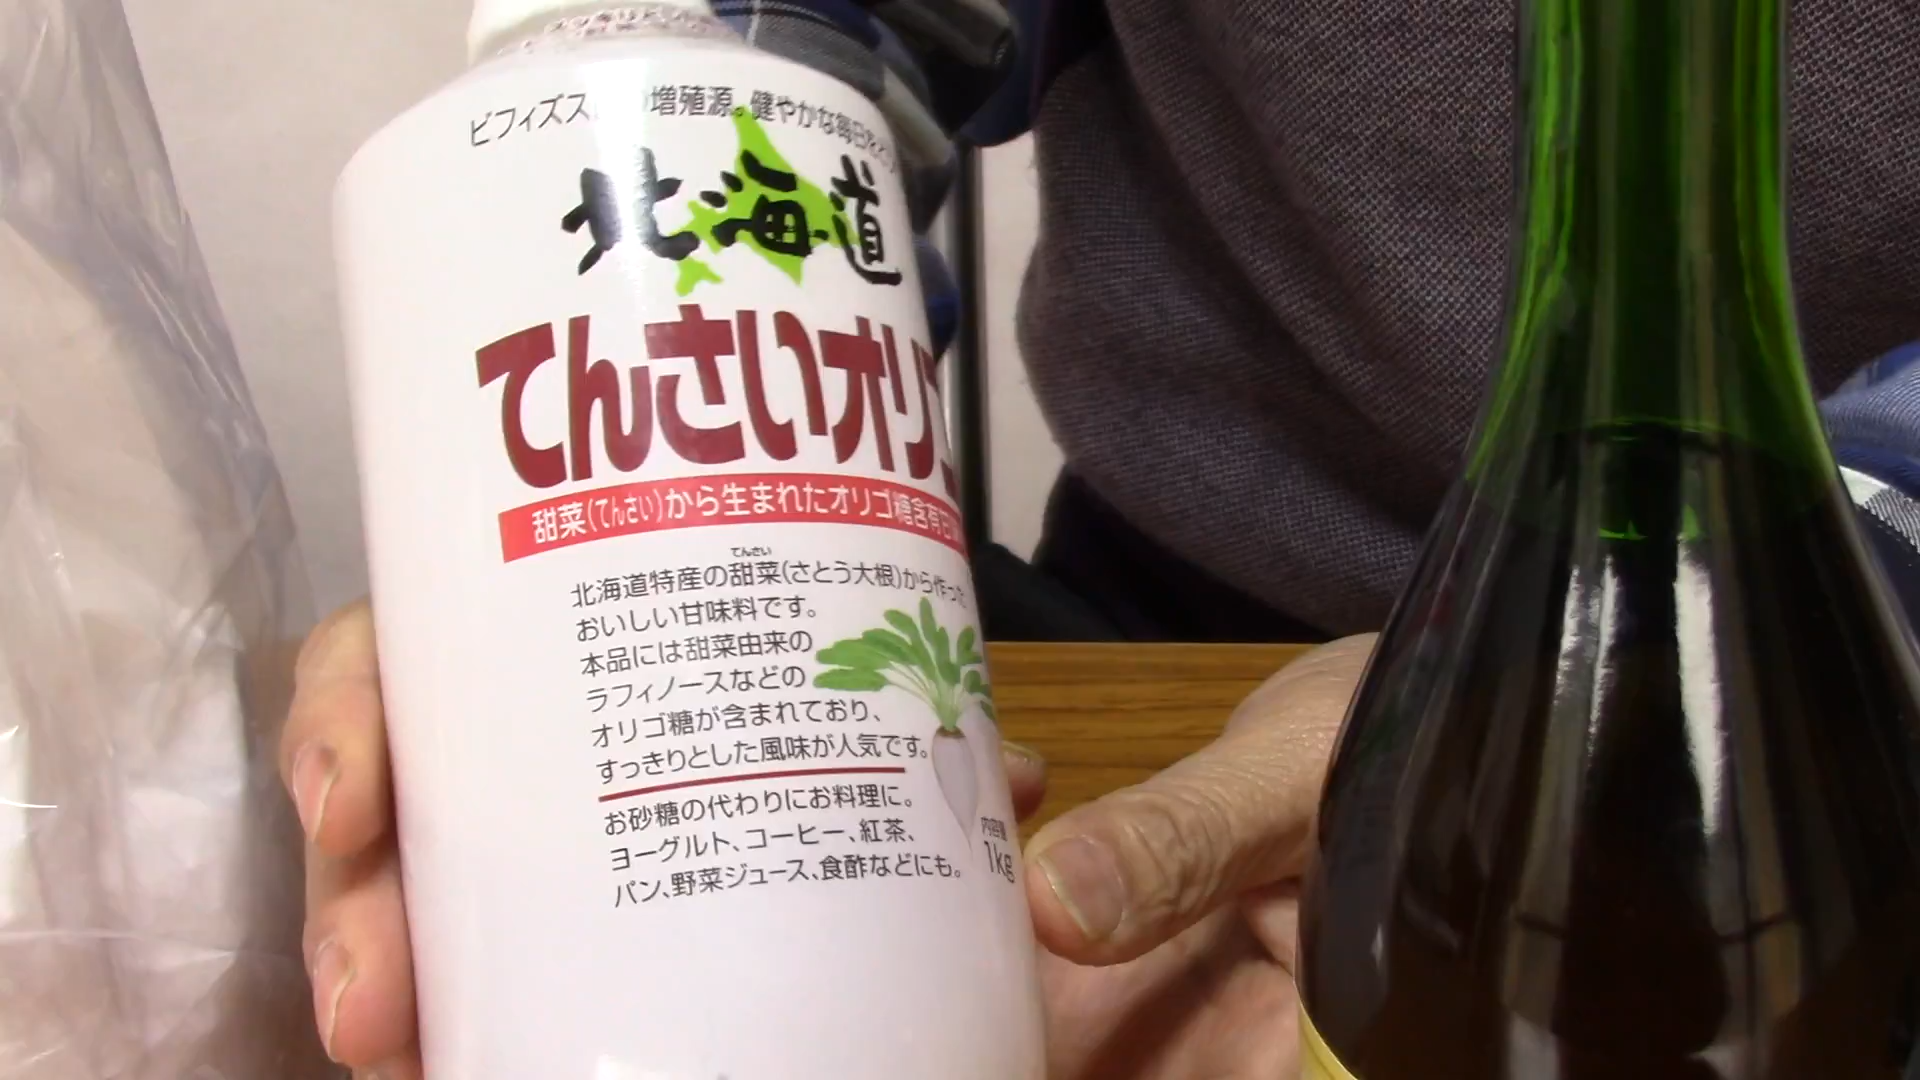 ビフィズス 増殖源。健やかな毎日
北海道
てんさいオリ
甜菜(てんさい)から生まれたオリゴ糖含有甘
てんさい
北海道特産の甜菜(さとう大根)から作った
おいしい甘味料です。
本品には甜菜由来の
ラフィノースなどの
オリゴ糖が含まれており、
すっきりとした風味が人気です。
お砂糖の代わりにお料理に。
ヨーグルト、コーヒー、紅茶、
パン、野菜ジュース、食酢などにも。
内容量
1kg